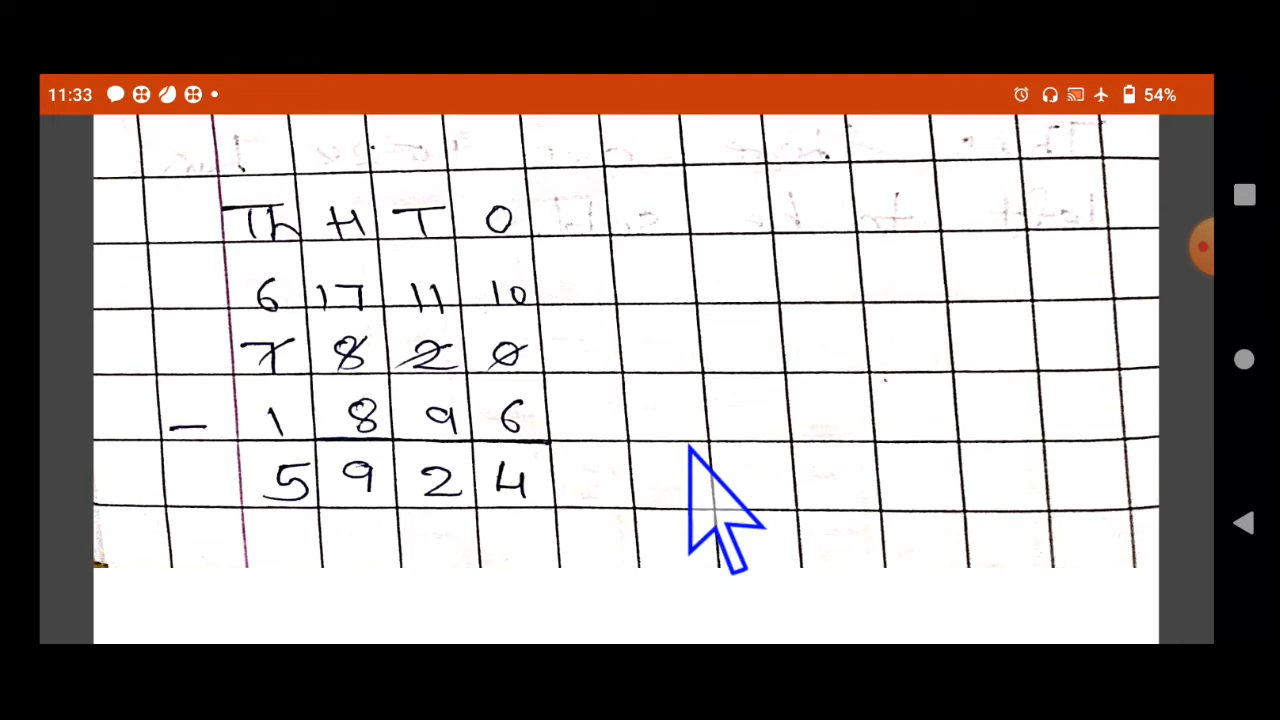 11:33 54%
Th H T O
6 17 11 10
7 8 2 0
- 1 8 9 6
5 9 2 4